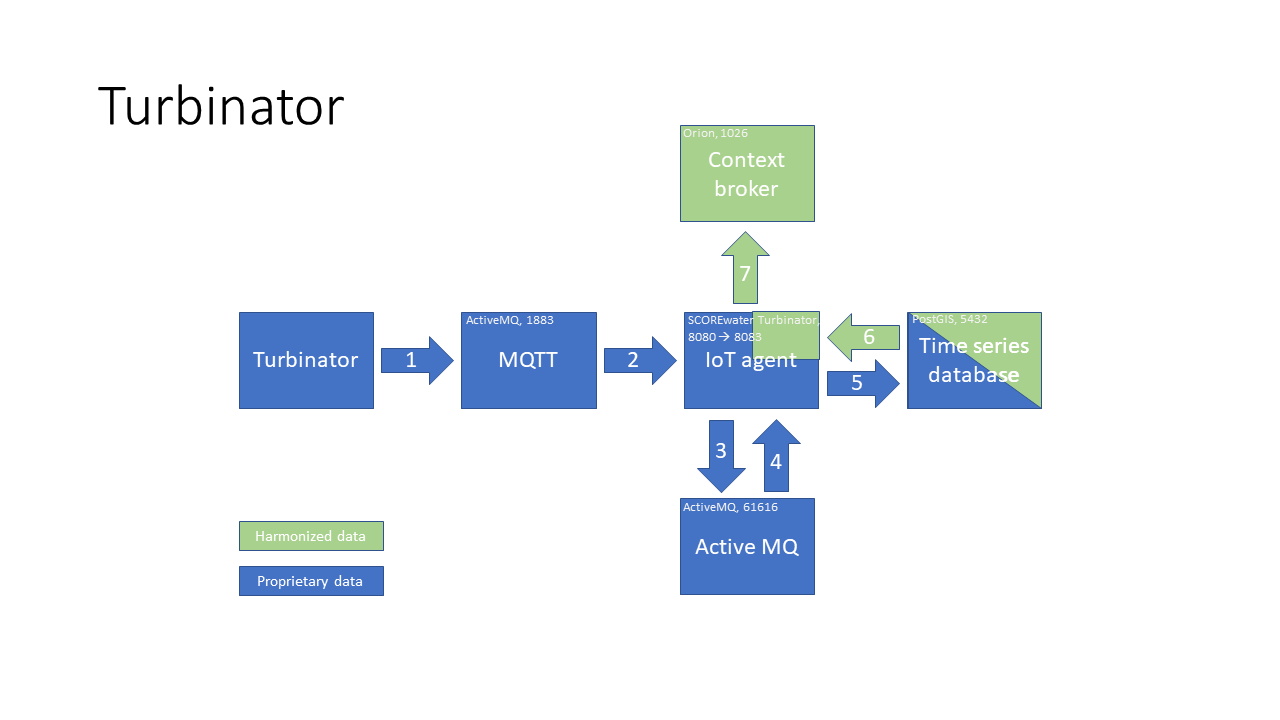 Turbinator
Orion, 1026
Context
broker
7
Turbinator
1
ActiveMQ, 1883
MQTT
2
SCOREwater Turbinator,
8080 → 8083
IoT agent
6
5
PostGIS, 5432
Time series
database
3
4
ActiveMQ, 61616
Active MQ
Harmonized data
Proprietary data